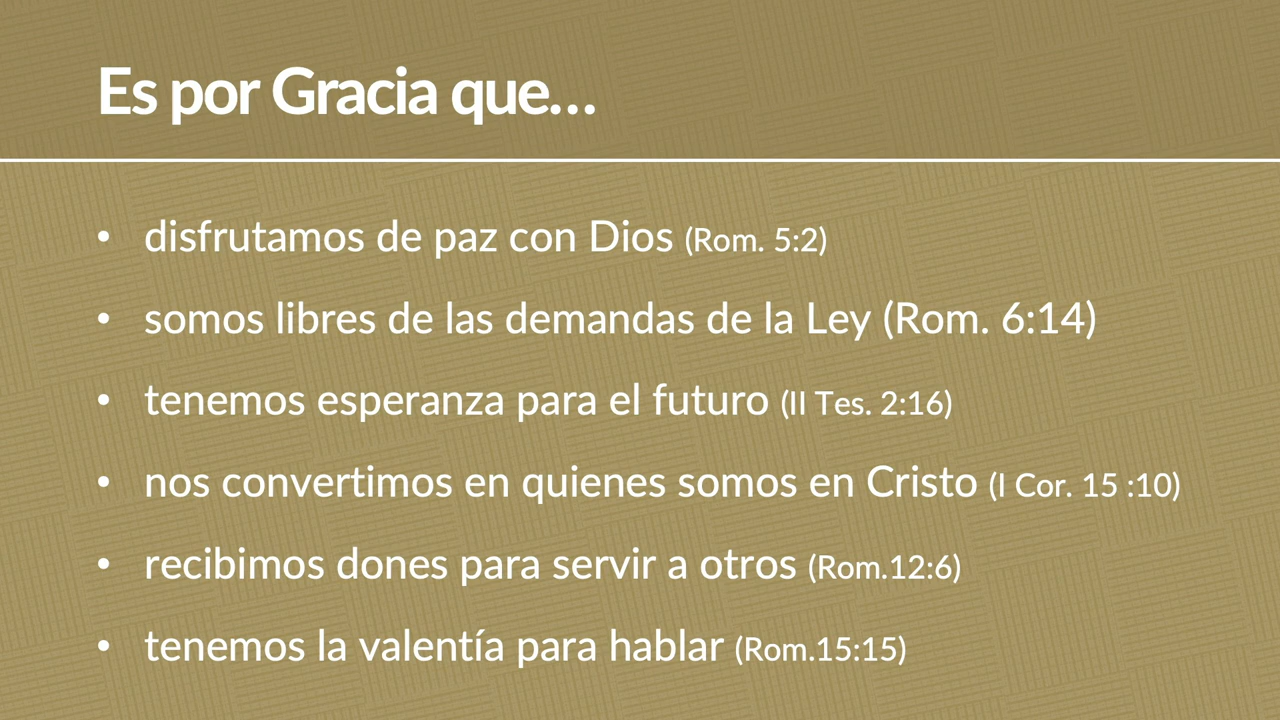 Es por Gracia que…
• disfrutamos de paz con Dios (Rom. 5:2)
• somos libres de las demandas de la Ley (Rom. 6:14)
• tenemos esperanza para el futuro (II Tes. 2:16)
• nos convertimos en quienes somos en Cristo (I Cor. 15 :10)
• recibimos dones para servir a otros (Rom.12:6)
• tenemos la valentía para hablar (Rom.15:15)